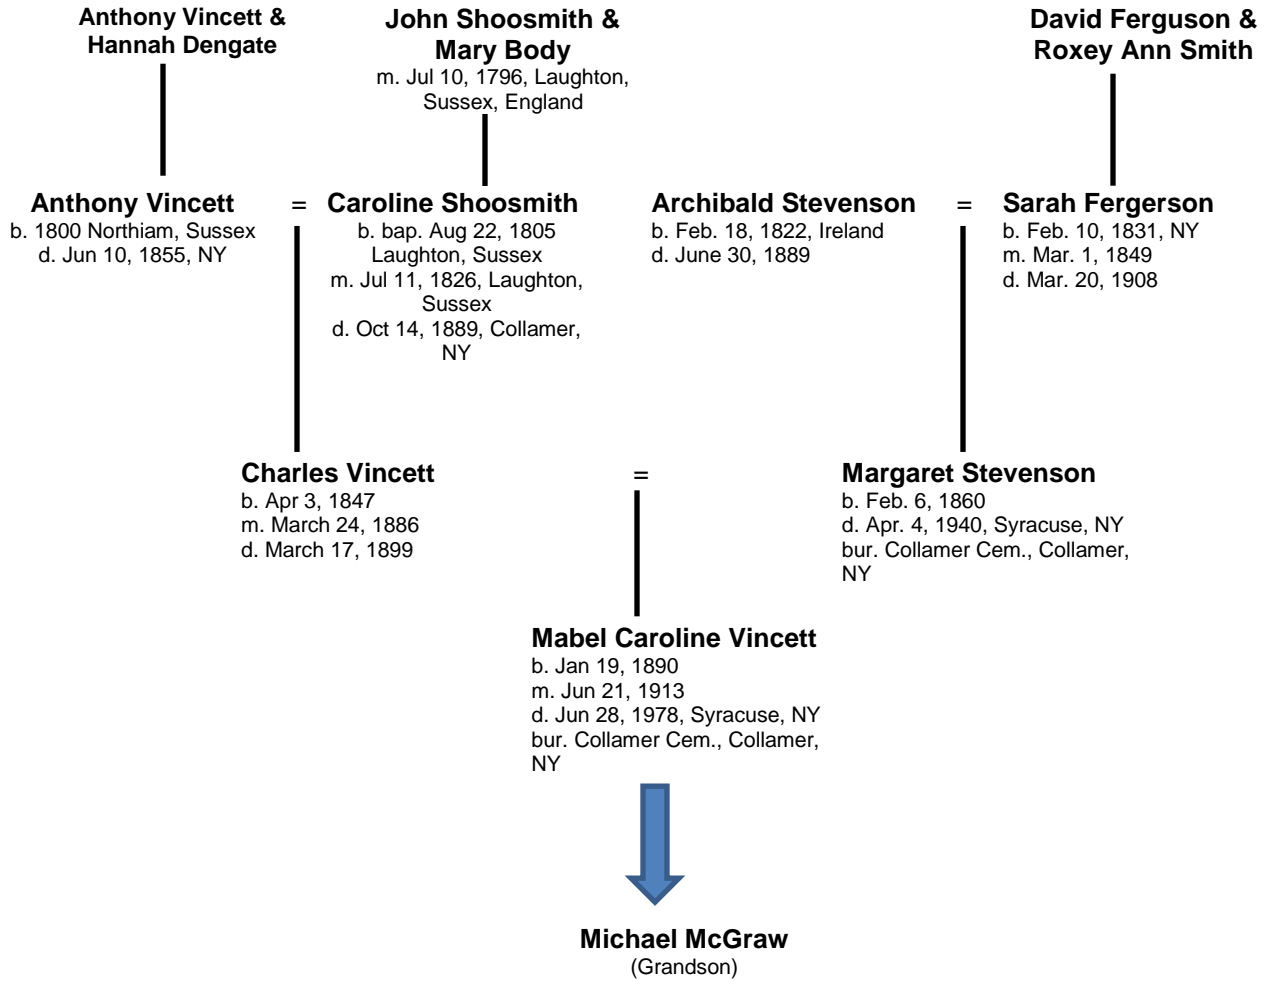 Anthony Vincett &
Hannah Dengate
John Shoosmith &
Mary Body
m. Jul 10, 1796, Laughton,
Sussex, England
David Ferguson &
Roxey Ann Smith
Anthony Vincett
b. 1800 Northiam, Sussex
d. Jun 10, 1855, NY
=
Caroline Shoosmith
b. bap. Aug 22, 1805
Laughton, Sussex
m. Jul 11, 1826, Laughton,
Sussex
d. Oct 14, 1889, Collamer,
NY
Archibald Stevenson
b. Feb. 18, 1822, Ireland
d. June 30, 1889
=
Sarah Fergerson
b. Feb. 10, 1831, NY
m. Mar. 1, 1849
d. Mar. 20, 1908
Charles Vincett
b. Apr 3, 1847
m. March 24, 1886
d. March 17, 1899
=
Margaret Stevenson
b. Feb. 6, 1860
d. Apr. 4, 1940, Syracuse, NY
bur. Collamer Cem., Collamer,
NY
Mabel Caroline Vincett
b. Jan 19, 1890
m. Jun 21, 1913
d. Jun 28, 1978, Syracuse, NY
bur. Collamer Cem., Collamer,
NY
Michael McGraw
(Grandson)